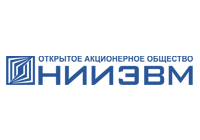 ОТКРЫТОЕ АКЦИОНЕРНОЕ ОБЩЕСТВО
НИИЭВМ